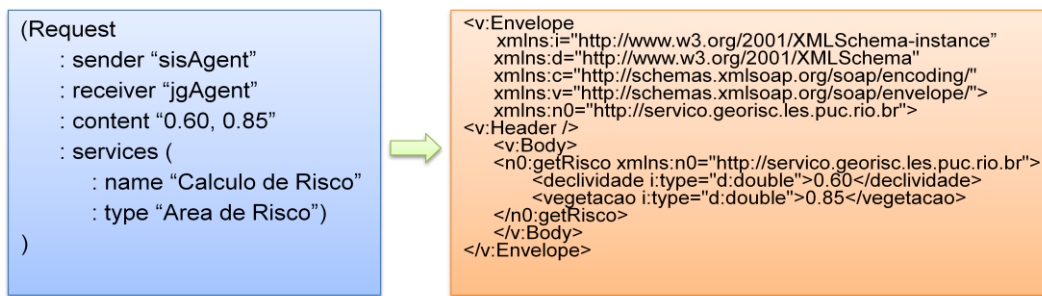 (Request
: sender “sisAgent”
: receiver “jgAgent”
: content “0.60, 0.85”
: services (
: name “Calculo de Risco”
: type “Area de Risco”)
)
<v:Envelope
xmlns:i="http://www.w3.org/2001/XMLSchema-instance”
xmlns:d="http://www.w3.org/2001/XMLSchema"
xmlns:c="http://schemas.xmlsoap.org/soap/encoding/"
xmlns:v="http://schemas.xmlsoap.org/soap/envelope/">
xmlns:n0="http://servico.georisc.les.puc.rio.br">
<v:Header />
<v:Body>
<n0:getRisco xmlns:n0="http://servico.georisc.les.puc.rio.br">
<declividade i:type="d:double">0.60</declividade>
<vegetacao i:type="d:double">0.85</vegetacao>
</n0:getRisco>
</v:Body>
</v:Envelope>